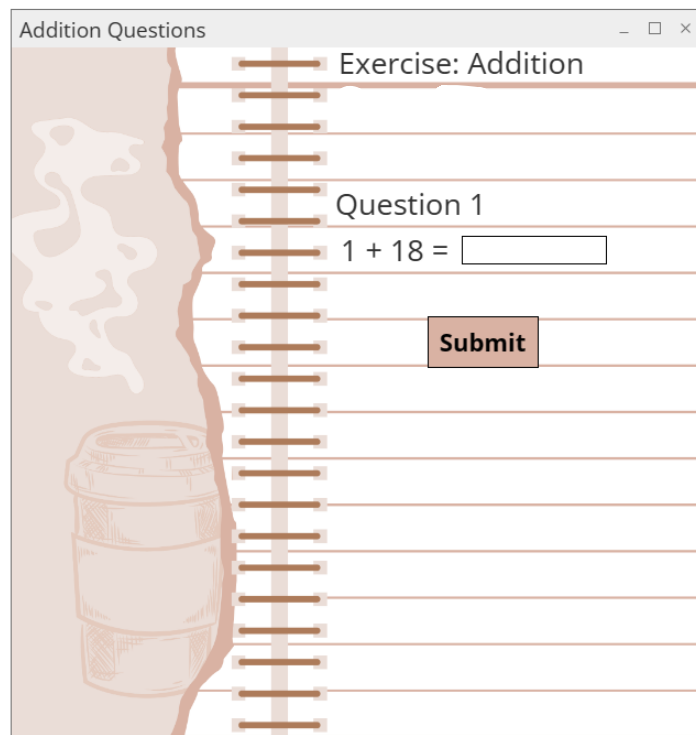 Addition Questions
Exercise: Addition
Question 1
1 + 18 =
Submit